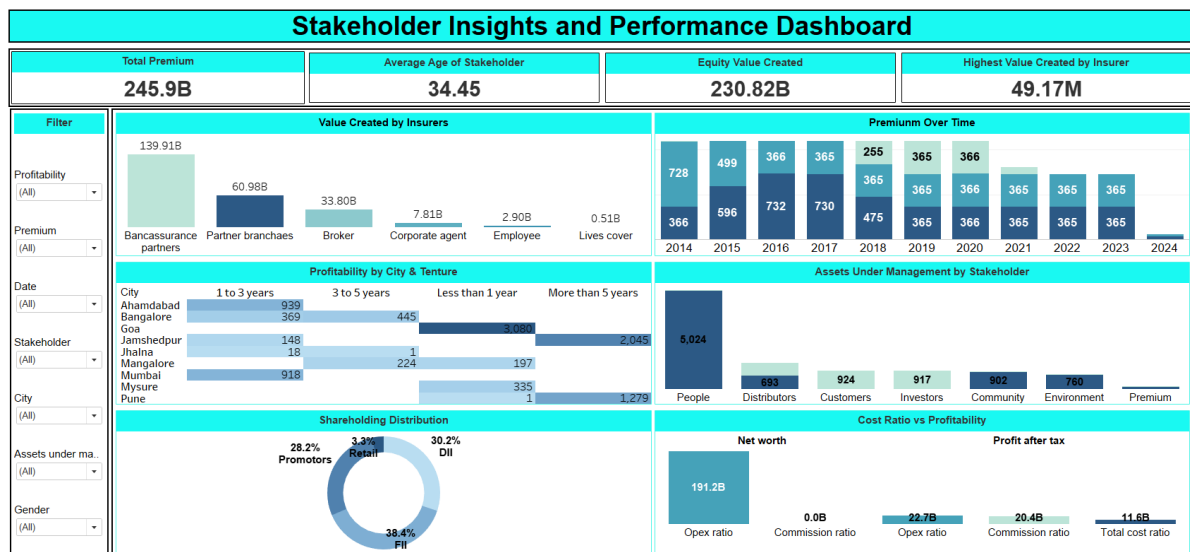 Stakeholder Insights and Performance Dashboard
Total Premium
245.9B
Average Age of Stakeholder
34.45
Equity Value Created
230.82B
Highest Value Created by Insurer
49.17M
Filter
Profitability
(All)
Premium
(All)
Date
(All)
Stakeholder
(All)
City
(All)
Assets under ma..
(All)
Gender
(All)
Value Created by Insurers
139.91B
60.98B
33.80B
7.81B
2.90B
0.51B
Bancassurance partners
Partner branchaes
Broker
Corporate agent
Employee
Lives cover
Premiunm Over Time
728 499 366 365 255 365 366
365 365 366 365 365 365
366 596 732 730 475 365 366 365 365 365
2014 2015 2016 2017 2018 2019 2020 2021 2022 2023 2024
Profitability by City & Tenture
City 1 to 3 years 3 to 5 years Less than 1 year More than 5 years
Ahamdabad 939
Bangalore 369 445
Goa 3,080
Jamshedpur 148 2,045
Jhalna 18 1
Mangalore 224 197
Mumbai 918
Mysure 335
Pune 1 1,279
Assets Under Management by Stakeholder
5,024 693 924 917 902 760
People Distributors Customers Investors Community Environment Premium
Shareholding Distribution
28.2%
Promotors
3.3%
Retail
30.2%
DII
38.4%
FII
Cost Ratio vs Profitability
Net worth Profit after tax
191.2B 0.0B 22.7B 20.4B 11.6B
Opex ratio Commission ratio Opex ratio Commission ratio Total cost ratio